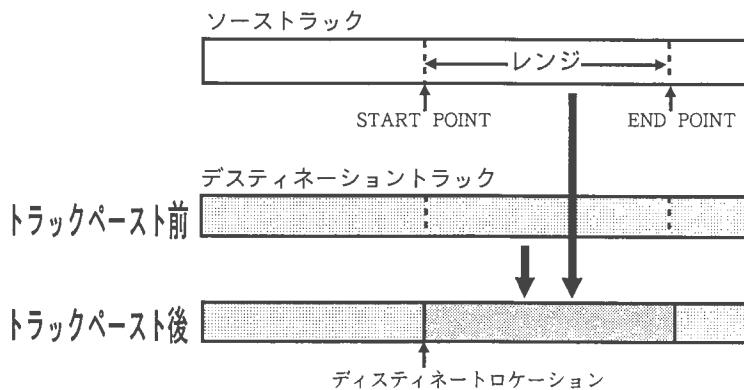 ソーストラック
レンジ
START POINT
END POINT
デスティネーショントラック
トラックペースト前
トラックペースト後
ディスティネートロケーション